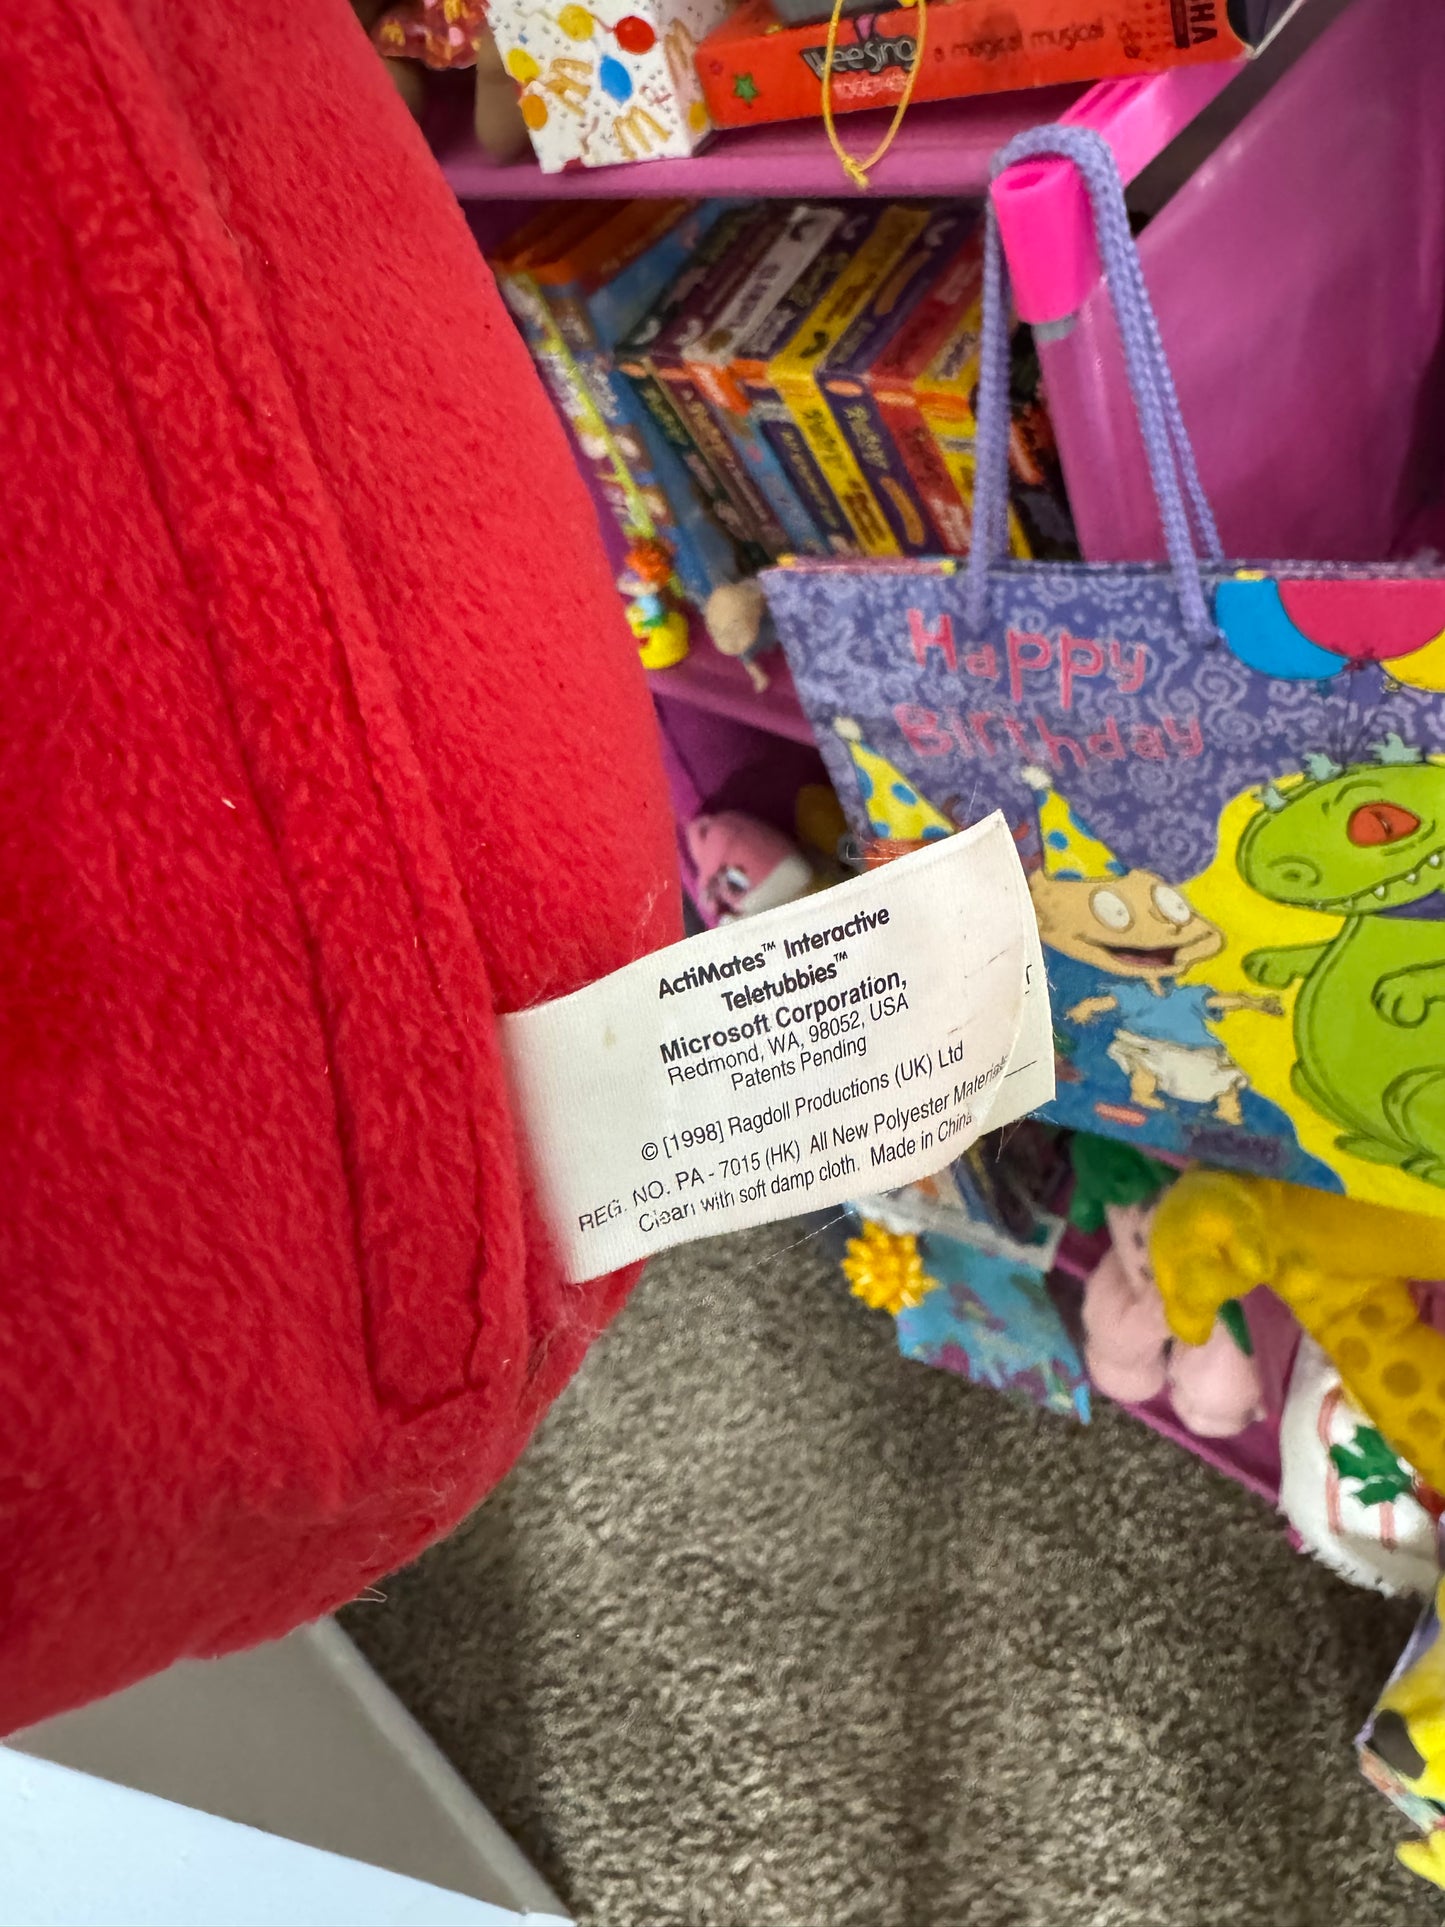 a magical musical
VHS
Happy
Birthday
ActiMates™ Interactive
Teletubbies™
Microsoft Corporation,
Redmond, WA, 98052, USA
Patents Pending
© [1998] Ragdoll Productions (UK) Ltd
REG. NO. PA - 7015 (HK) All New Polyester Materials
Clean with soft damp cloth. Made in China